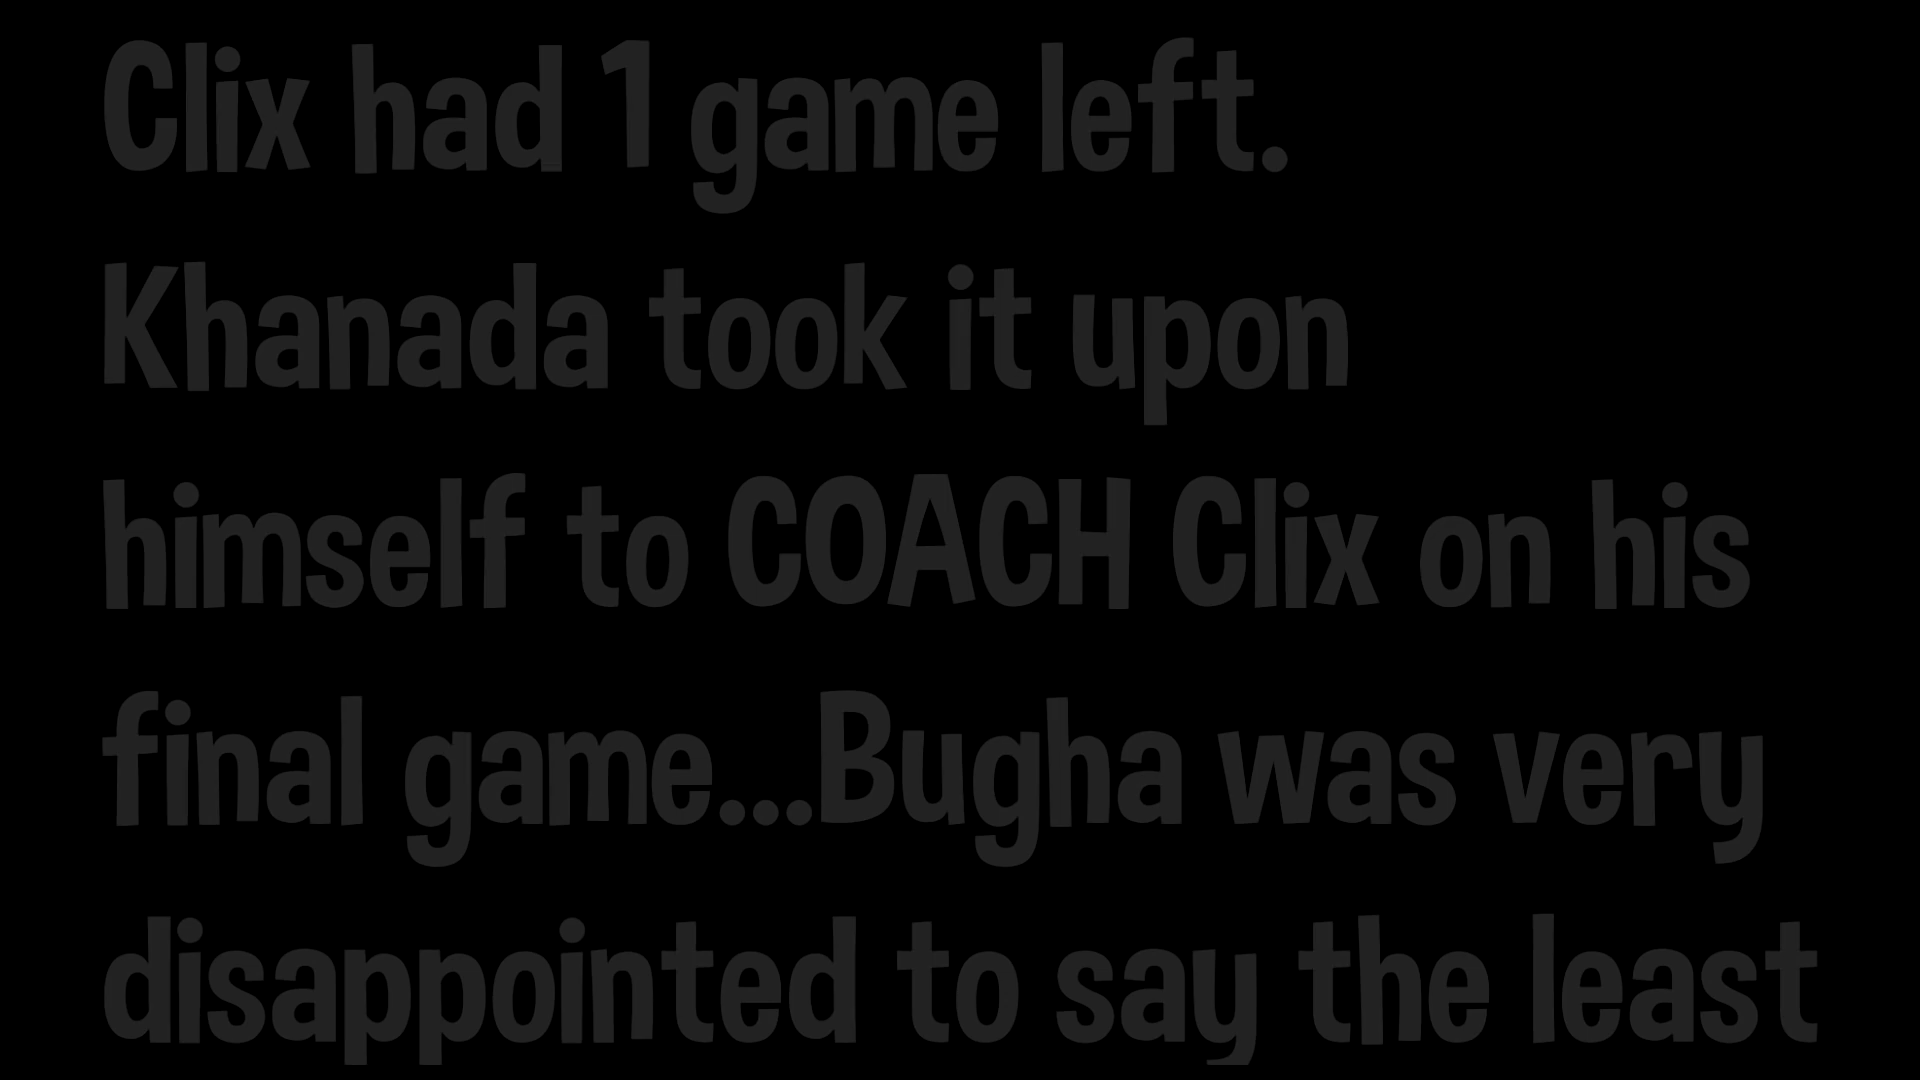 Clix had 1 game left.
Khanada took it upon
himself to COACH Clix on his
final game...Bugha was very
disappointed to say the least